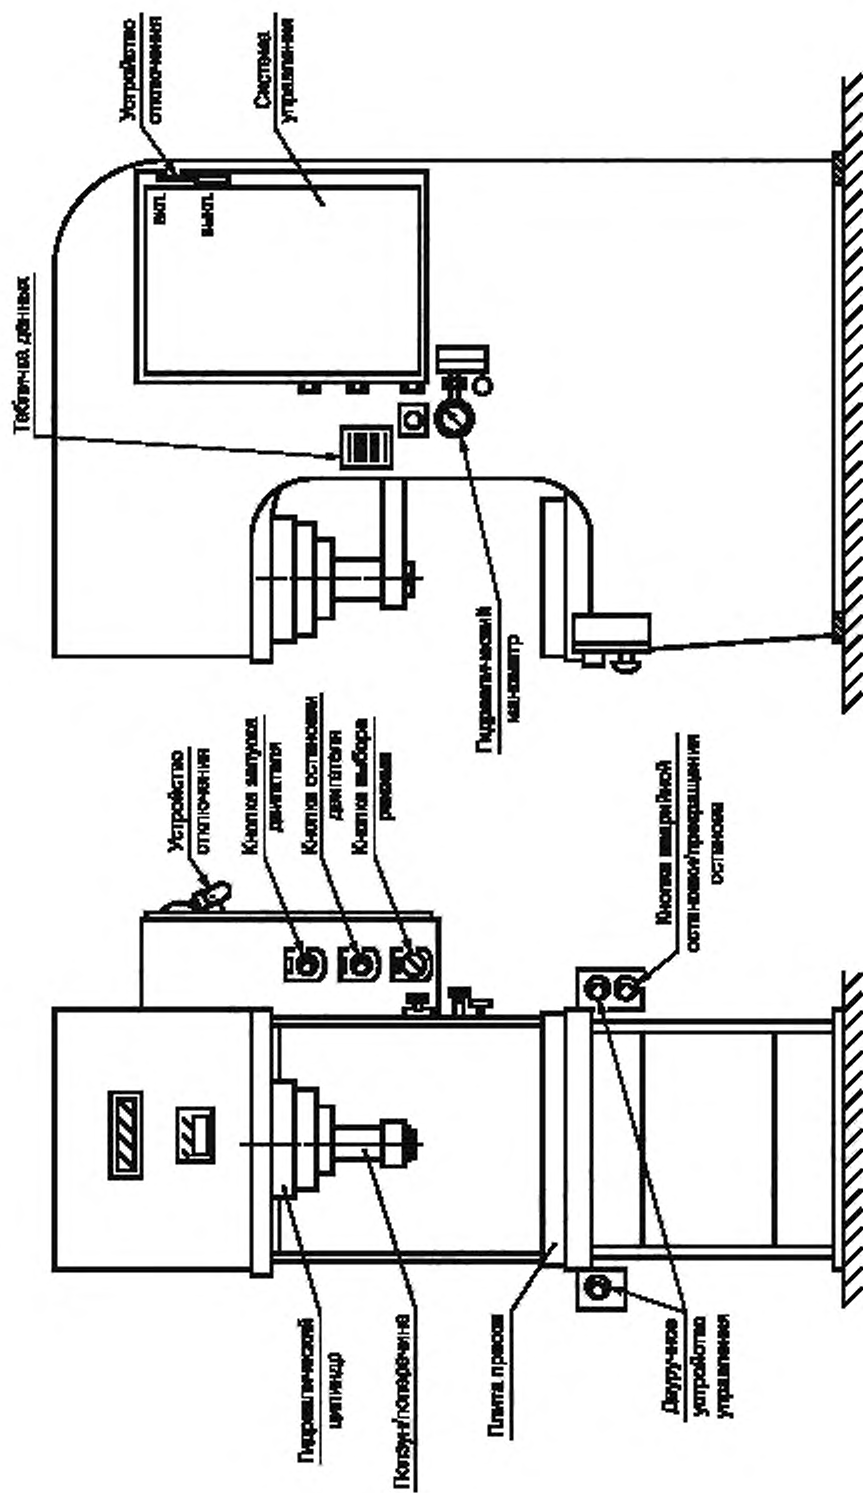 Гидравлический
цилиндр
Ползун/поперечина
Плита пресса
Двуручное
устройство
управления
Устройство
отключения
Кнопка запуска
двигателя
Кнопка остановки
двигателя
Кнопка выбора
режима
Кнопка аварийной
остановки/прекращения
останова
Табличка данных
Гидравлический
манометр
Устройство
отключения
Система
управления
ВКЛ.
ВЫКЛ.